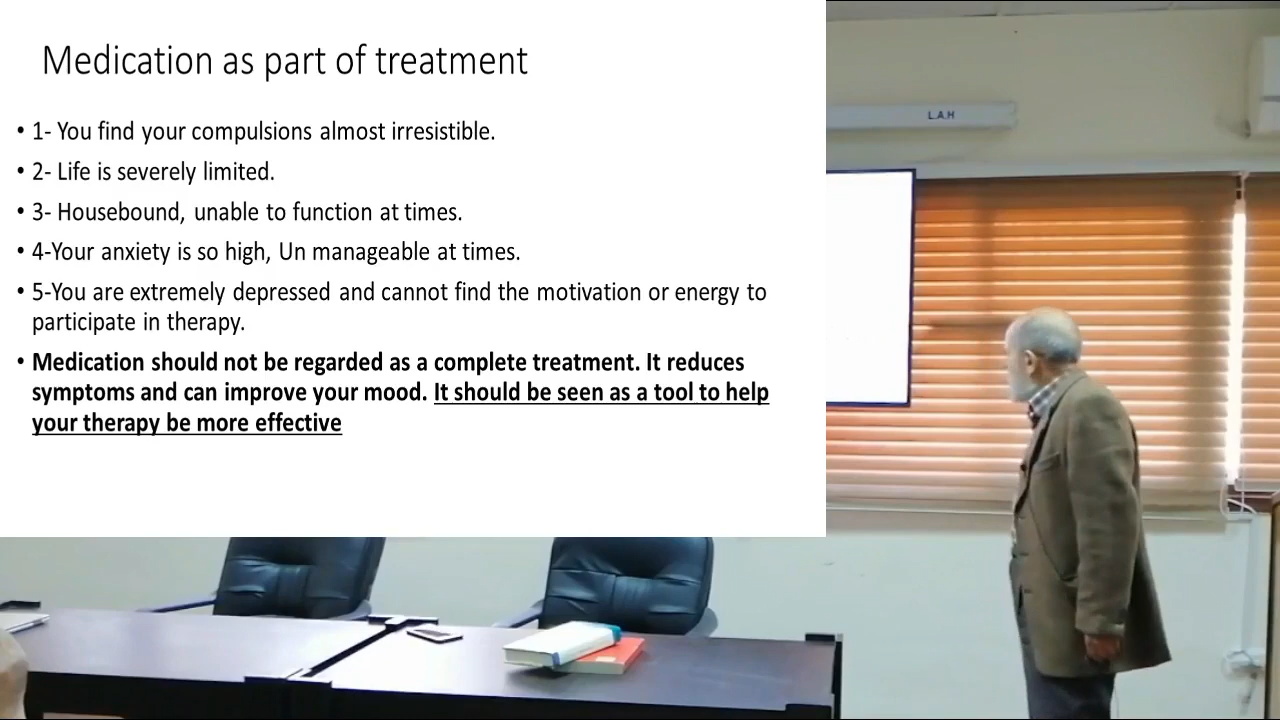 Medication as part of treatment
• 1- You find your compulsions almost irresistible.
• 2- Life is severely limited.
• 3- Housebound, unable to function at times.
• 4-Your anxiety is so high, Un manageable at times.
• 5-You are extremely depressed and cannot find the motivation or energy to
participate in therapy.
• Medication should not be regarded as a complete treatment. It reduces
symptoms and can improve your mood. It should be seen as a tool to help
your therapy be more effective
L.A.H